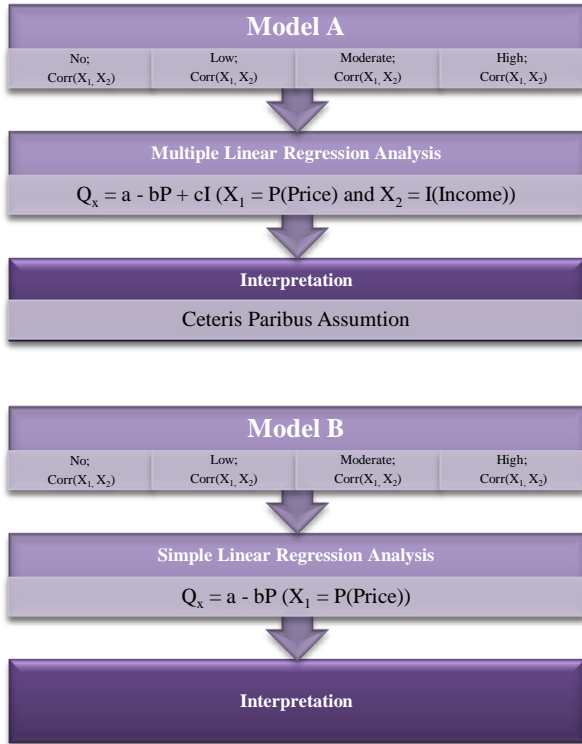 Model A
No; Low; Moderate; High;
Corr(X₁, X₂) Corr(X₁, X₂) Corr(X₁, X₂) Corr(X₁, X₂)
Multiple Linear Regression Analysis
Qₓ = a - bP + cI (X₁ = P(Price) and X₂ = I(Income))
Interpretation
Ceteris Paribus Assumtion
Model B
No; Low; Moderate; High;
Corr(X₁, X₂) Corr(X₁, X₂) Corr(X₁, X₂) Corr(X₁, X₂)
Simple Linear Regression Analysis
Qₓ = a - bP (X₁ = P(Price))
Interpretation